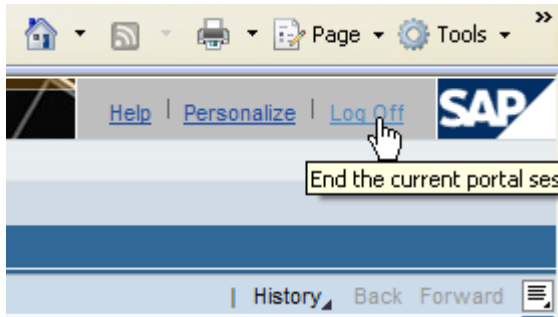 Page Tools »
Help | Personalize | Log Off SAP
End the current portal ses
| History Back Forward